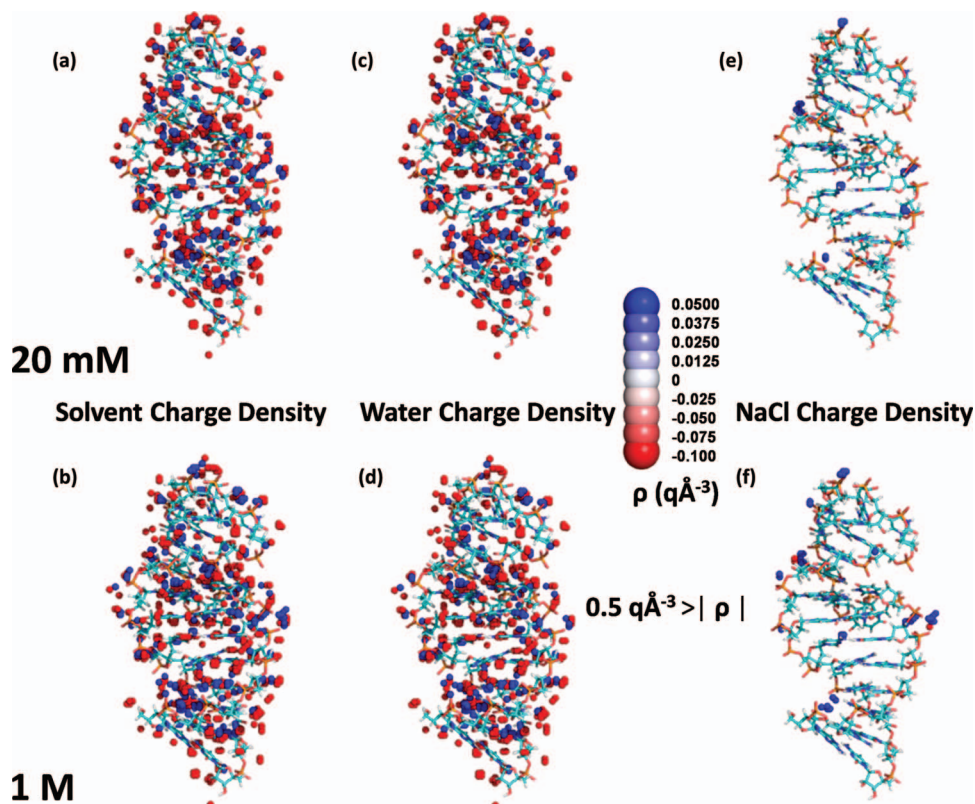 (a)
(c)
(e)
20 mM
0.0500
0.0375
0.0250
0.0125
0
-0.025
-0.050
-0.075
-0.100
Solvent Charge Density
Water Charge Density
NaCl Charge Density
ρ (qÅ⁻³)
(b)
(d)
(f)
0.5 qÅ⁻³ >| ρ |
1 M